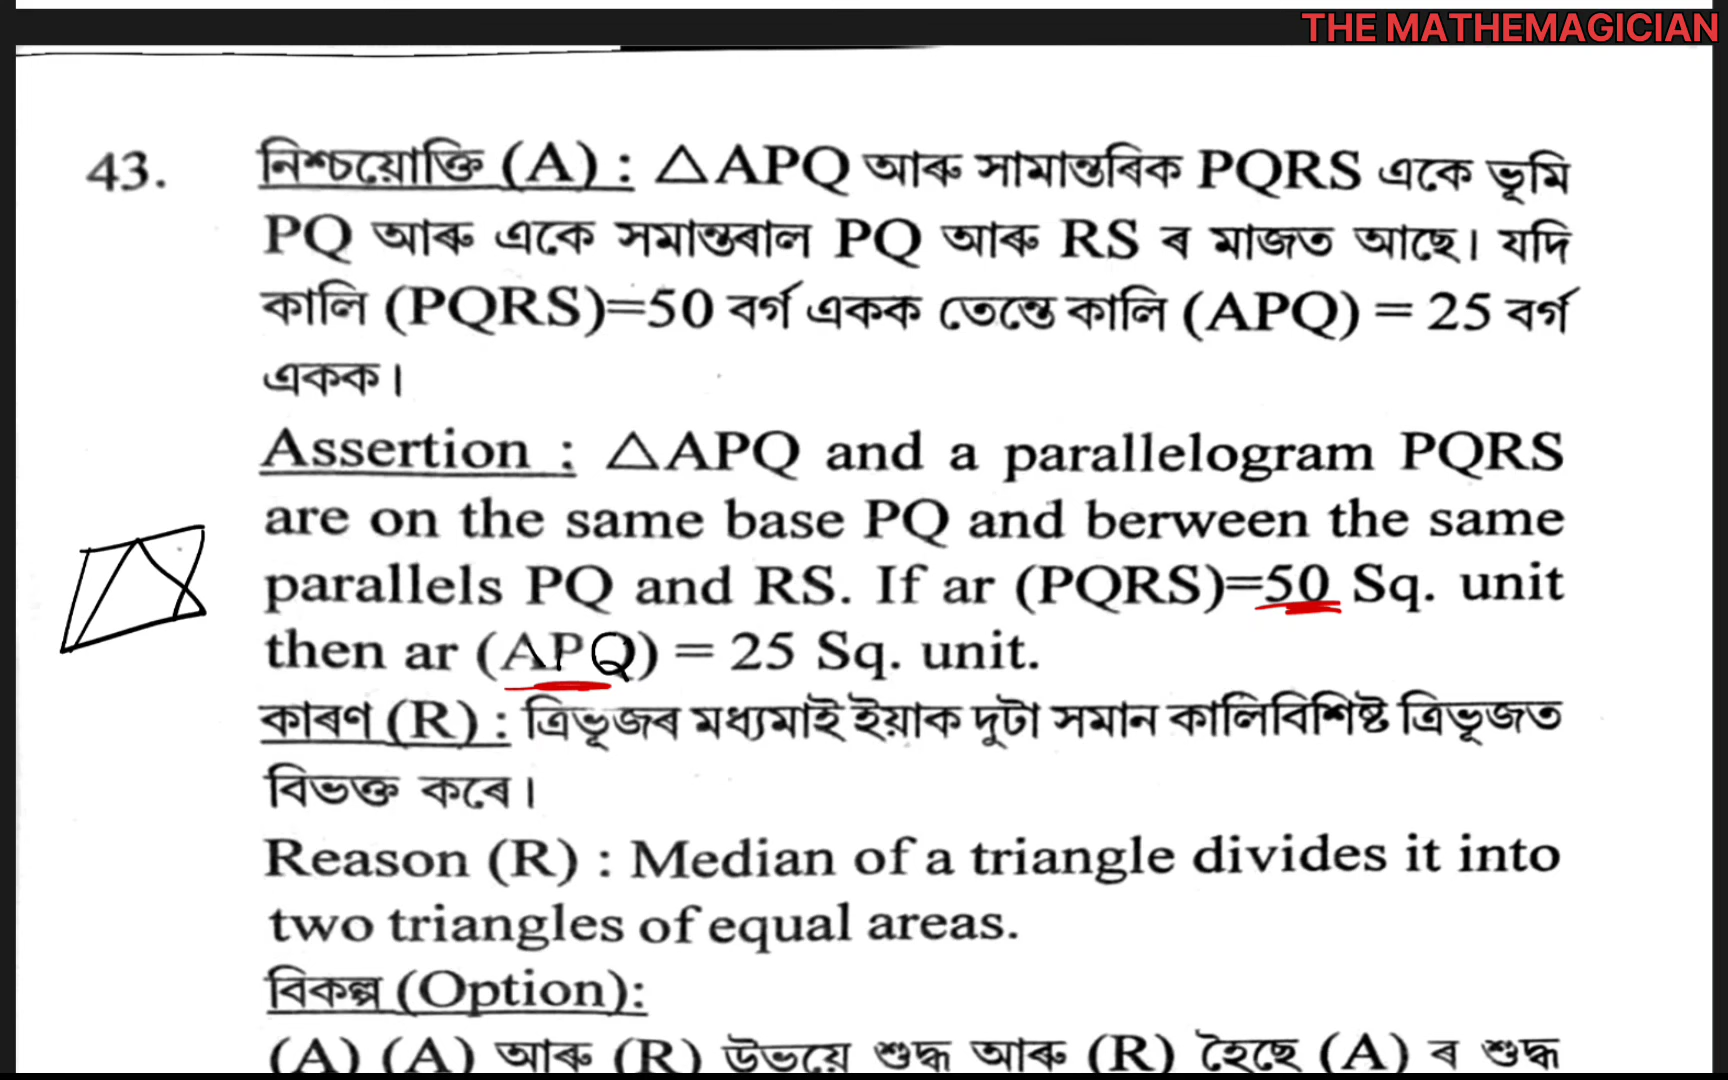 THE MATHEMAGICIAN
43. নিশ্চয়োক্তি (A) : △APQ আৰু সামান্তৰিক PQRS একে ভূমি
PQ আৰু একে সমান্তৰাল PQ আৰু RS ৰ মাজত আছে। যদি
কালি (PQRS)=50 বৰ্গ একক তেন্তে কালি (APQ) = 25 বৰ্গ
একক।
Assertion : △APQ and a parallelogram PQRS
are on the same base PQ and berween the same
parallels PQ and RS. If ar (PQRS)=50 Sq. unit
then ar (APQ) = 25 Sq. unit.
কাৰণ (R) : ত্ৰিভূজৰ মধ্যমাই ইয়াক দুটা সমান কালিবিশিষ্ট ত্ৰিভূজত
বিভক্ত কৰে।
Reason (R) : Median of a triangle divides it into
two triangles of equal areas.
বিকল্প (Option):
(A) (A) আৰু (R) উভয়ে শুদ্ধ আৰু (R) হৈছে (A) ৰ শুদ্ধ